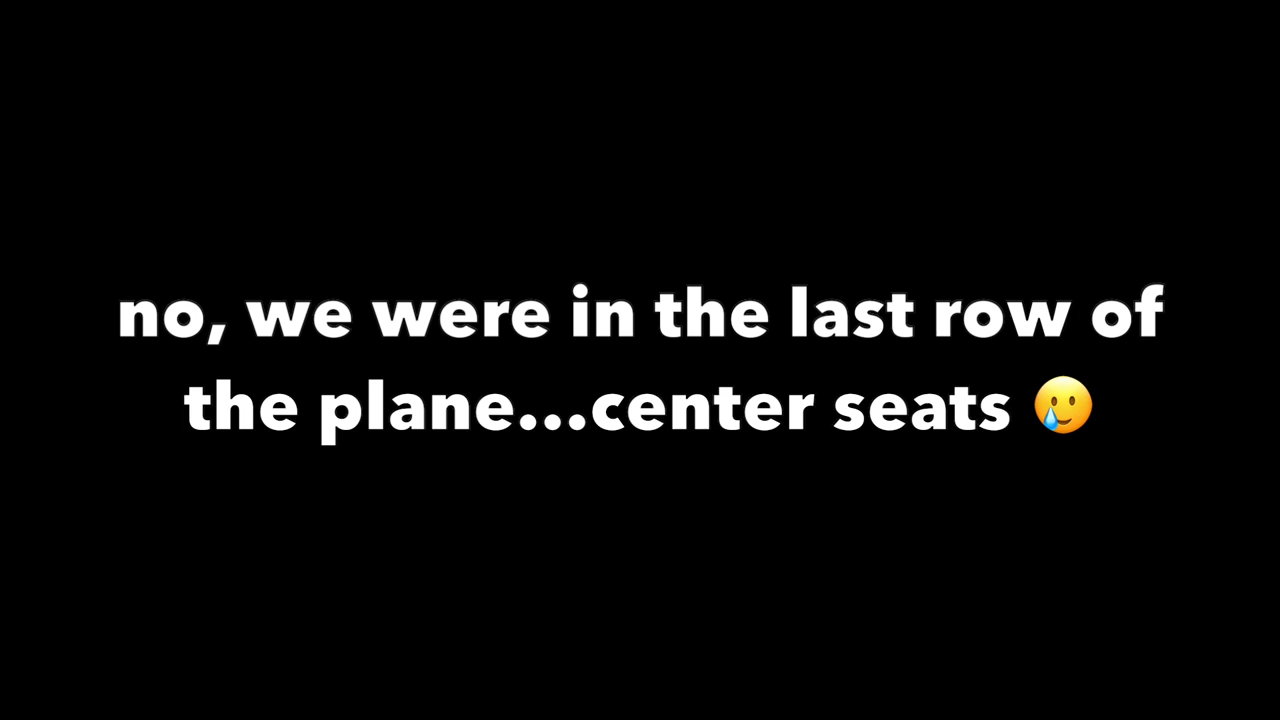 no, we were in the last row of
the plane...center seats 🥲